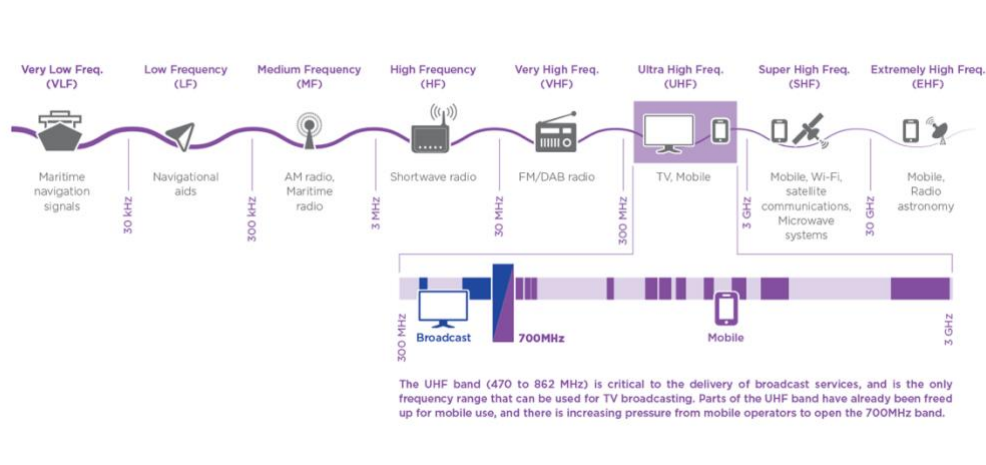 Very Low Freq.
(VLF)
Low Frequency
(LF)
Medium Frequency
(MF)
High Frequency
(HF)
Very High Freq.
(VHF)
Ultra High Freq.
(UHF)
Super High Freq.
(SHF)
Extremely High Freq.
(EHF)
Maritime
navigation
signals
Navigational
aids
AM radio,
Maritime
radio
Shortwave radio
FM/DAB radio
TV, Mobile
Mobile, Wi-Fi,
satellite
communications,
Microwave
systems
Mobile,
Radio
astronomy
30 kHz
300 kHz
3 MHz
30 MHz
300 MHz
3 GHz
30 GHz
300 MHz
Broadcast
700MHz
Mobile
3 GHz
The UHF band (470 to 862 MHz) is critical to the delivery of broadcast services, and is the only
frequency range that can be used for TV broadcasting. Parts of the UHF band have already been freed
up for mobile use, and there is increasing pressure from mobile operators to open the 700MHz band.